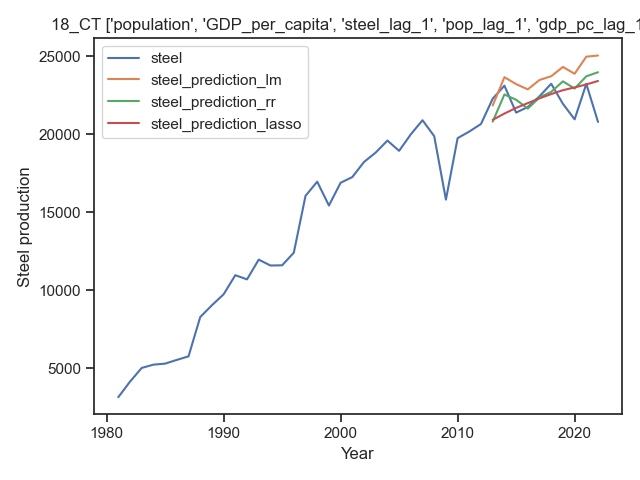 18_CT ['population', 'GDP_per_capita', 'steel_lag_1', 'pop_lag_1', 'gdp_pc_lag_1
steel
steel_prediction_lm
steel_prediction_rr
steel_prediction_lasso
25000
20000
15000
10000
5000
Steel production
1980
1990
2000
2010
2020
Year